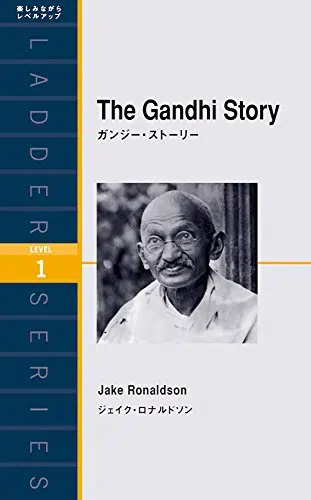 楽しみながら
レベルアップ
LADDER SERIES
LEVEL
1
The Gandhi Story
ガンジー・ストーリー
Jake Ronaldson
ジェイク・ロナルドソン